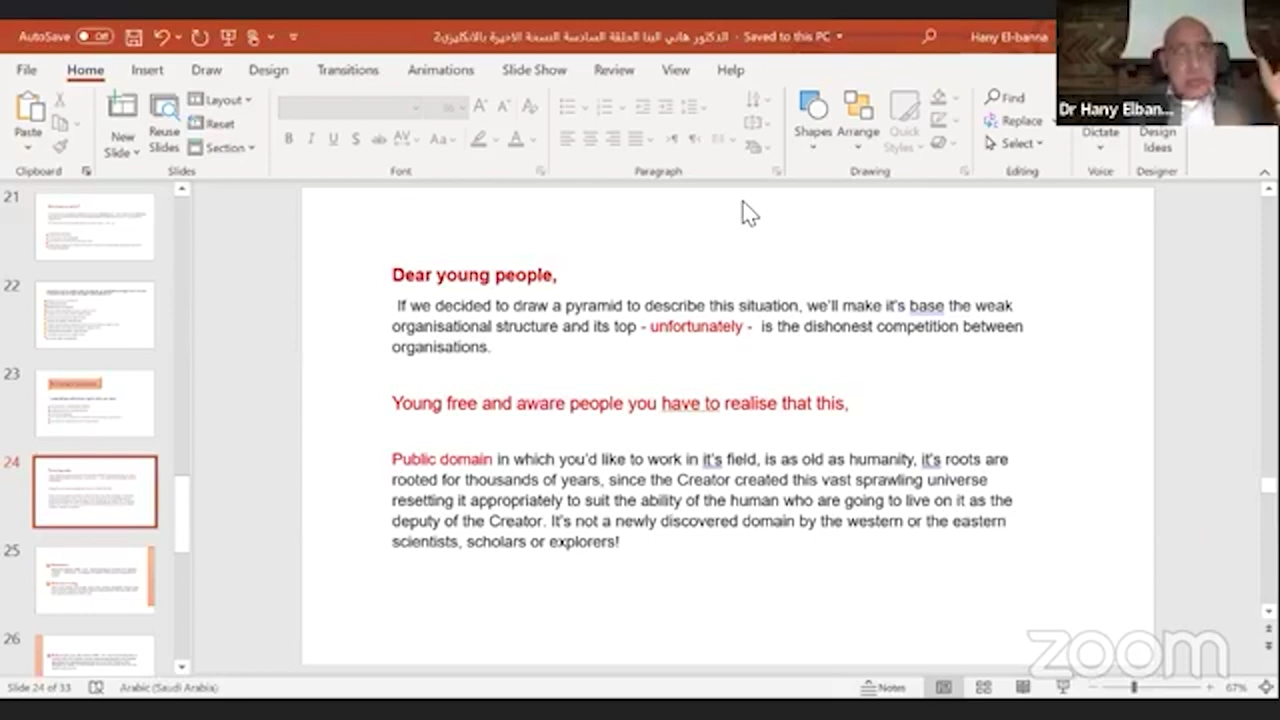 AutoSave Off
الدكتور هاني البنا الحلقة السادسة النسخة الاخيرة بالانكليزي2 - Saved to this PC
Hany El-banna
File Home Insert Draw Design Transitions Animations Slide Show Review View Help
Dr Hany Elban...
Paste
New Slide
Reuse Slides
Layout
Reset
Section
Shapes
Arrange
Quick Styles
Find
Replace
Select
Dictate
Design Ideas
Clipboard
Slides
Font
Paragraph
Drawing
Editing
Voice
Designer
21
22
23
24
25
26
Dear young people,
If we decided to draw a pyramid to describe this situation, we'll make it's base the weak
organisational structure and its top - unfortunately - is the dishonest competition between
organisations.
Young free and aware people you have to realise that this,
Public domain in which you'd like to work in it's field, is as old as humanity, it's roots are
rooted for thousands of years, since the Creator created this vast sprawling universe
resetting it appropriately to suit the ability of the human who are going to live on it as the
deputy of the Creator. It's not a newly discovered domain by the western or the eastern
scientists, scholars or explorers!
zoom
Slide 24 of 33
Arabic (Saudi Arabia)
Notes
67%